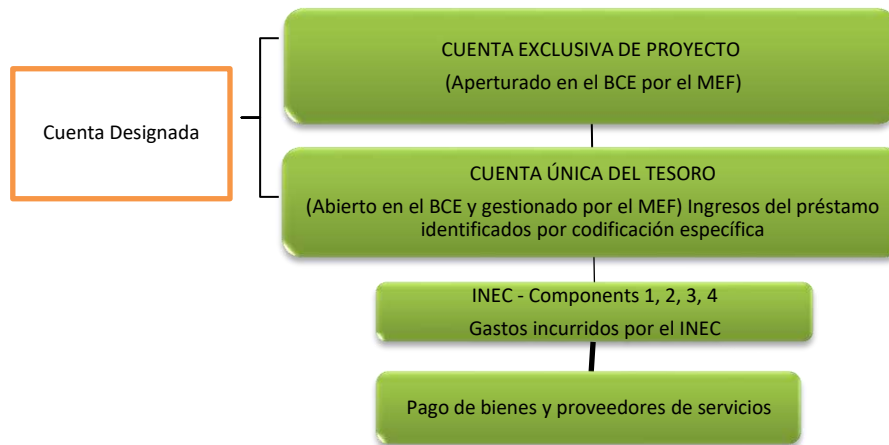 CUENTA EXCLUSIVA DE PROYECTO
(Aperturado en el BCE por el MEF)
Cuenta Designada
CUENTA ÚNICA DEL TESORO
(Abierto en el BCE y gestionado por el MEF) Ingresos del préstamo
identificados por codificación específica
INEC - Components 1, 2, 3, 4
Gastos incurridos por el INEC
Pago de bienes y proveedores de servicios